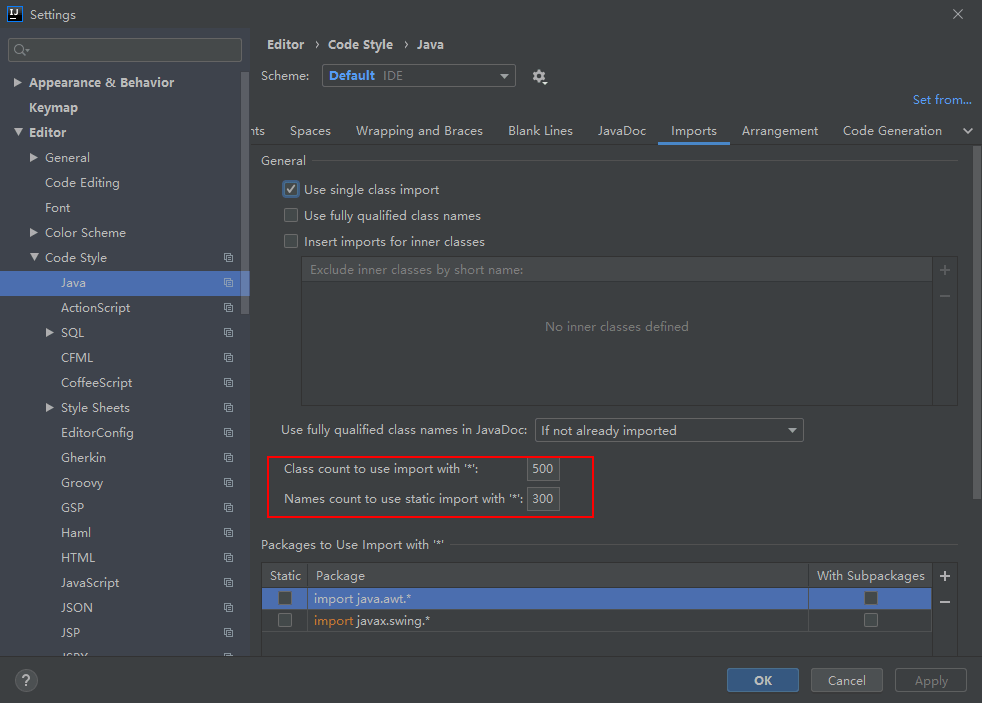 Settings
Appearance & Behavior
Keymap
Editor
General
Code Editing
Font
Color Scheme
Code Style
Java
ActionScript
SQL
CFML
CoffeeScript
Style Sheets
EditorConfig
Gherkin
Groovy
GSP
Haml
HTML
JavaScript
JSON
JSP
Editor › Code Style › Java
Scheme: Default IDE
Set from...
nts Spaces Wrapping and Braces Blank Lines JavaDoc Imports Arrangement Code Generation
General
Use single class import
Use fully qualified class names
Insert imports for inner classes
Exclude inner classes by short name:
No inner classes defined
Use fully qualified class names in JavaDoc: If not already imported
Class count to use import with '*': 500
Names count to use static import with '*': 300
Packages to Use Import with '*'
Static Package With Subpackages
import java.awt.*
import javax.swing.*
? OK Cancel Apply